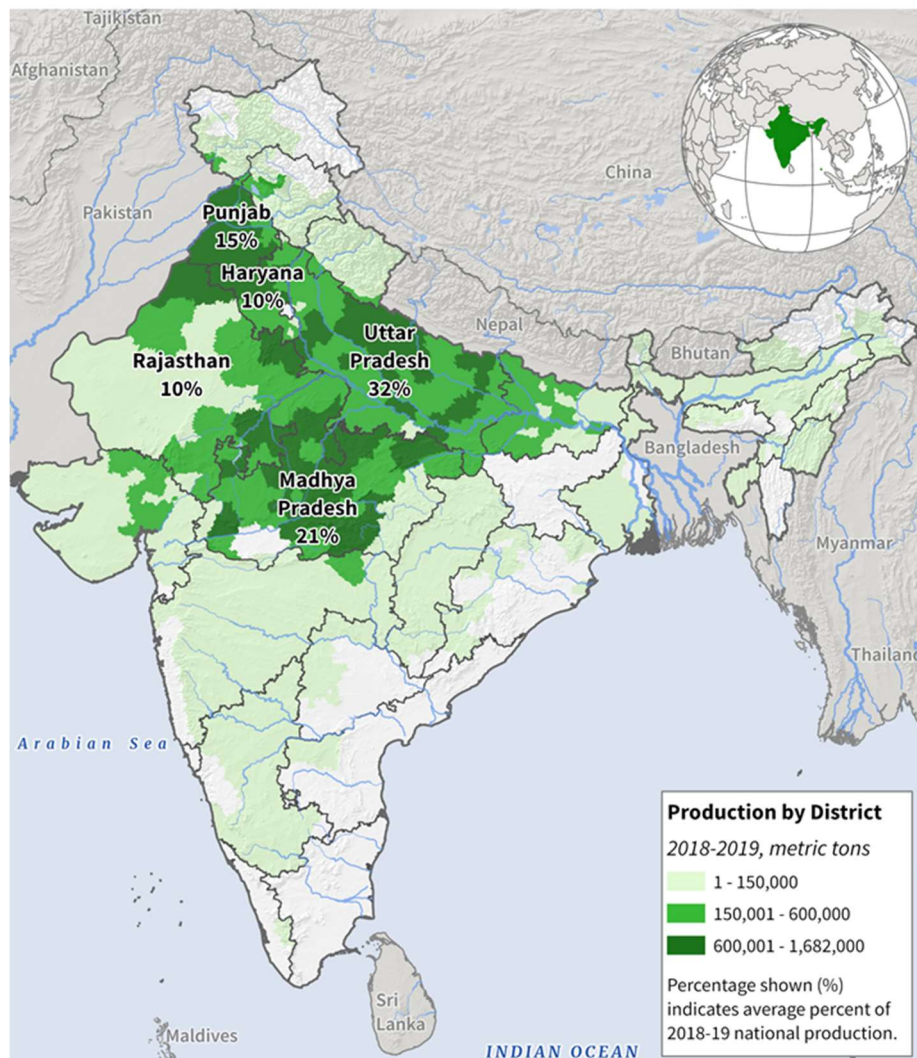 Tajikistan
Afghanistan
China
Pakistan
Punjab
15%
Haryana
10%
Nepal
Uttar
Pradesh
32%
Bhutan
Rajasthan
10%
Bangladesh
Madhya
Pradesh
21%
Myanmar
Thailand
Arabian Sea
Production by District
2018-2019, metric tons
1 - 150,000
150,001 - 600,000
600,001 - 1,682,000
Percentage shown (%)
indicates average percent of
2018-19 national production.
Sri
Lanka
Maldives
INDIAN OCEAN